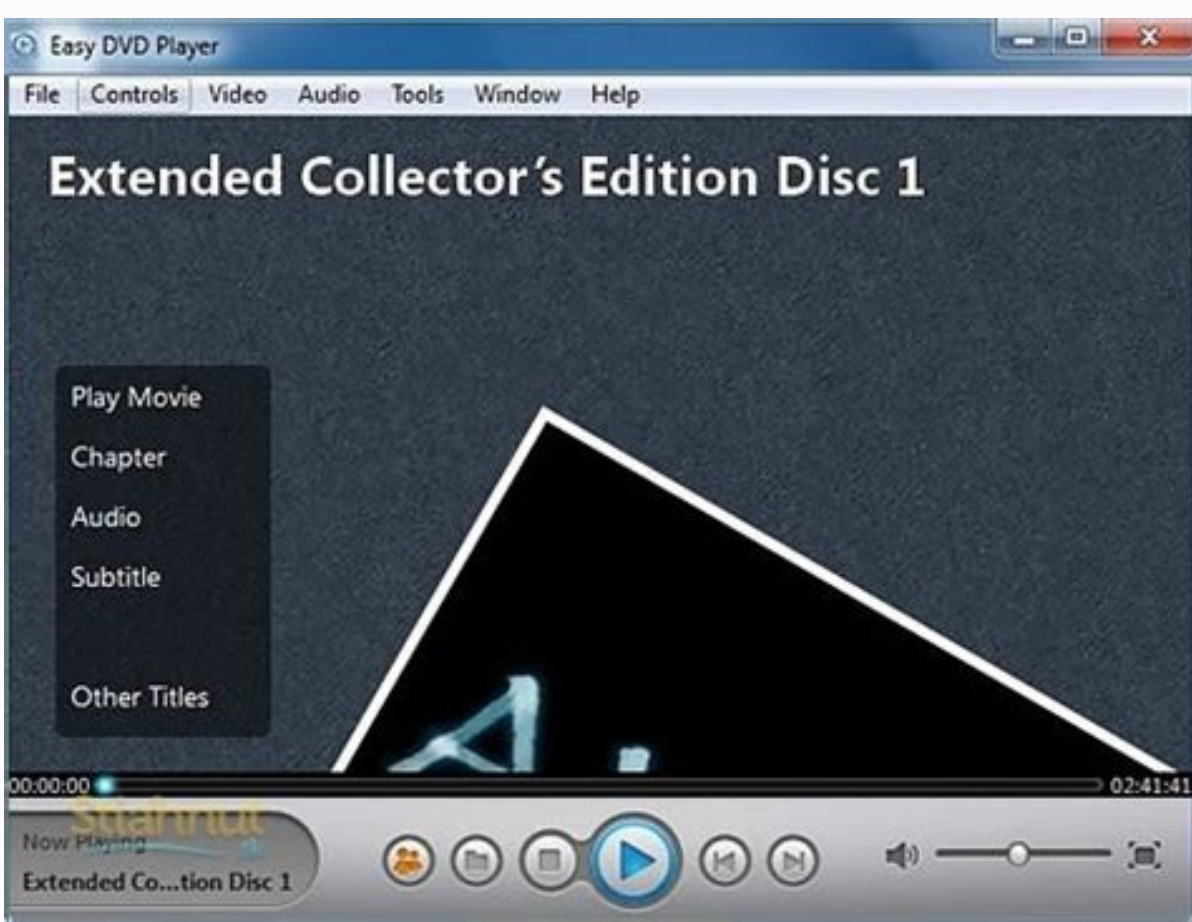 Easy DVD Player
File Controls Video Audio Tools Window Help
Extended Collector's Edition Disc 1
Play Movie
Chapter
Audio
Subtitle
Other Titles
00:00:00 02:41:41
Stiahnut
Now Playing
Extended Co...tion Disc 1